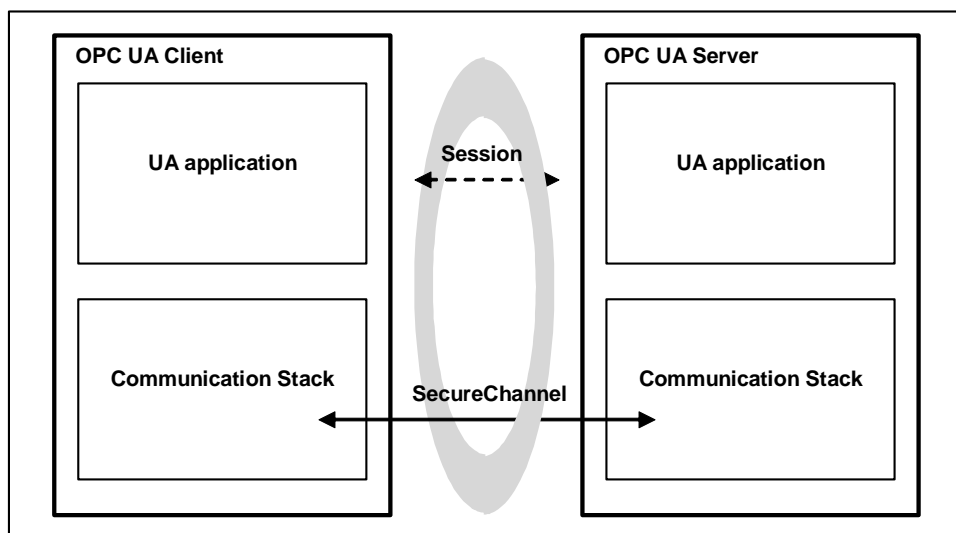 OPC UA Client
OPC UA Server
UA application
Session
UA application
Communication Stack
SecureChannel
Communication Stack